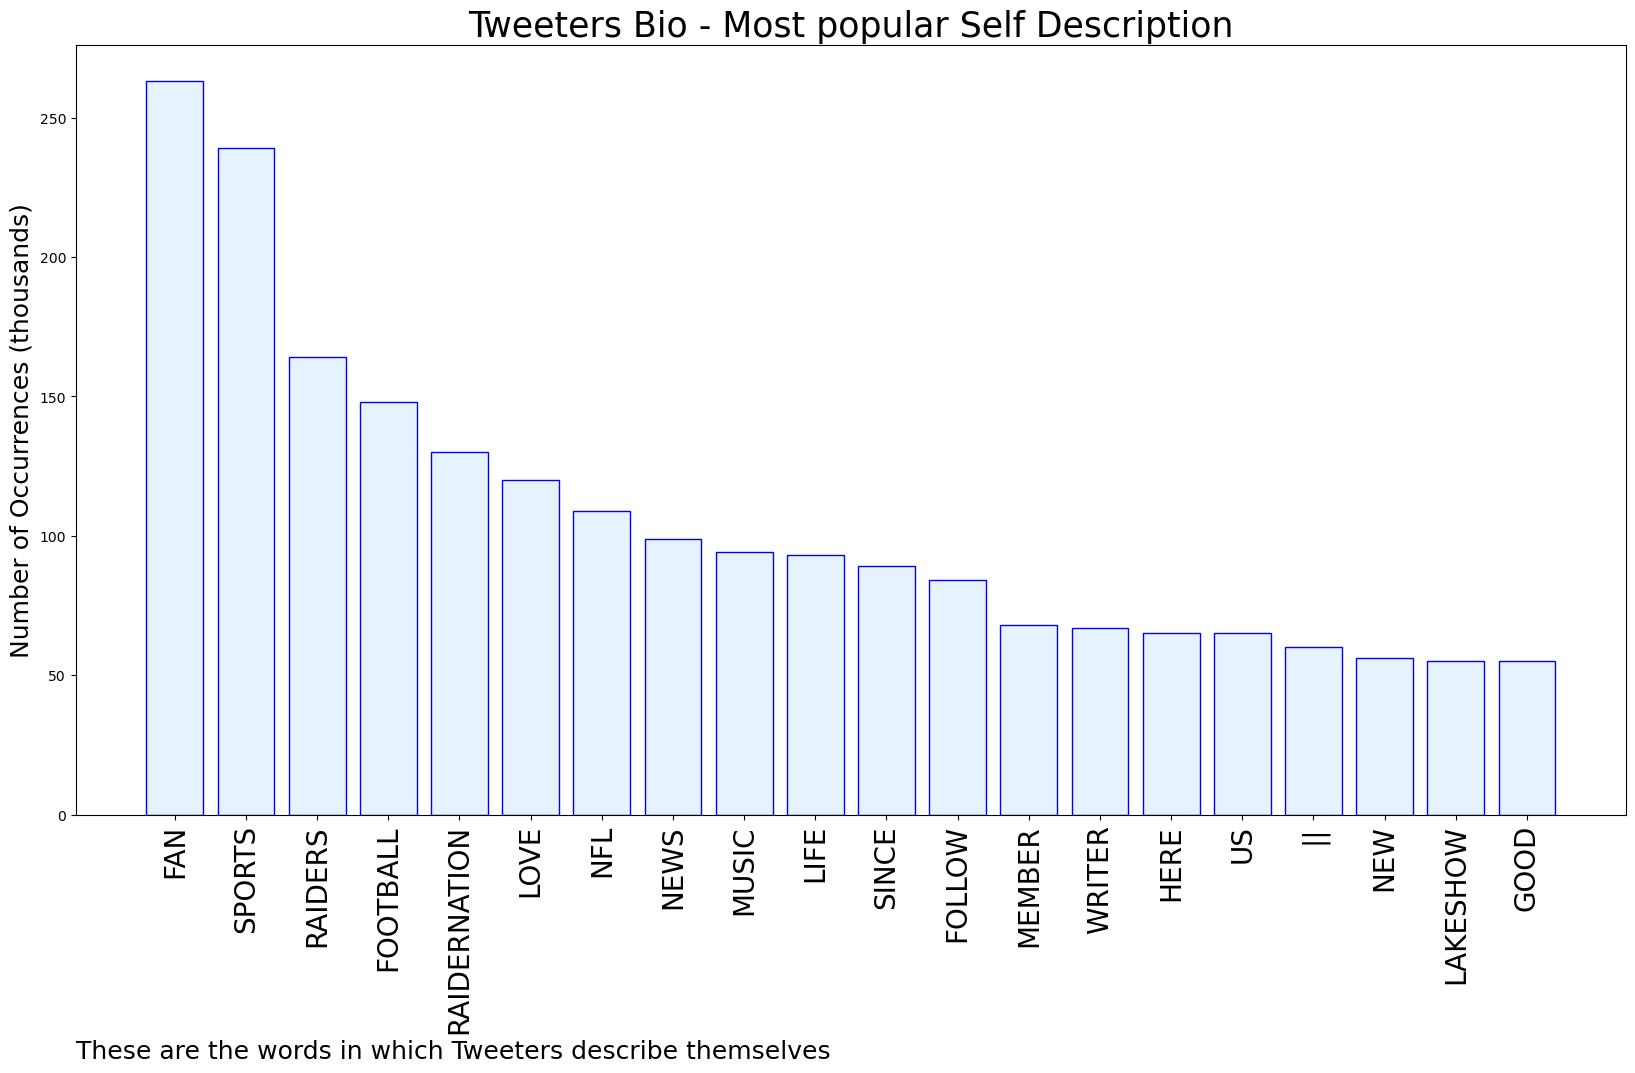 Tweeters Bio - Most popular Self Description
Number of Occurrences (thousands)
250
200
150
100
50
0
FAN
SPORTS
RAIDERS
FOOTBALL
RAIDERNATION
LOVE
NFL
NEWS
MUSIC
LIFE
SINCE
FOLLOW
MEMBER
WRITER
HERE
US
||
NEW
LAKESHOW
GOOD
These are the words in which Tweeters describe themselves